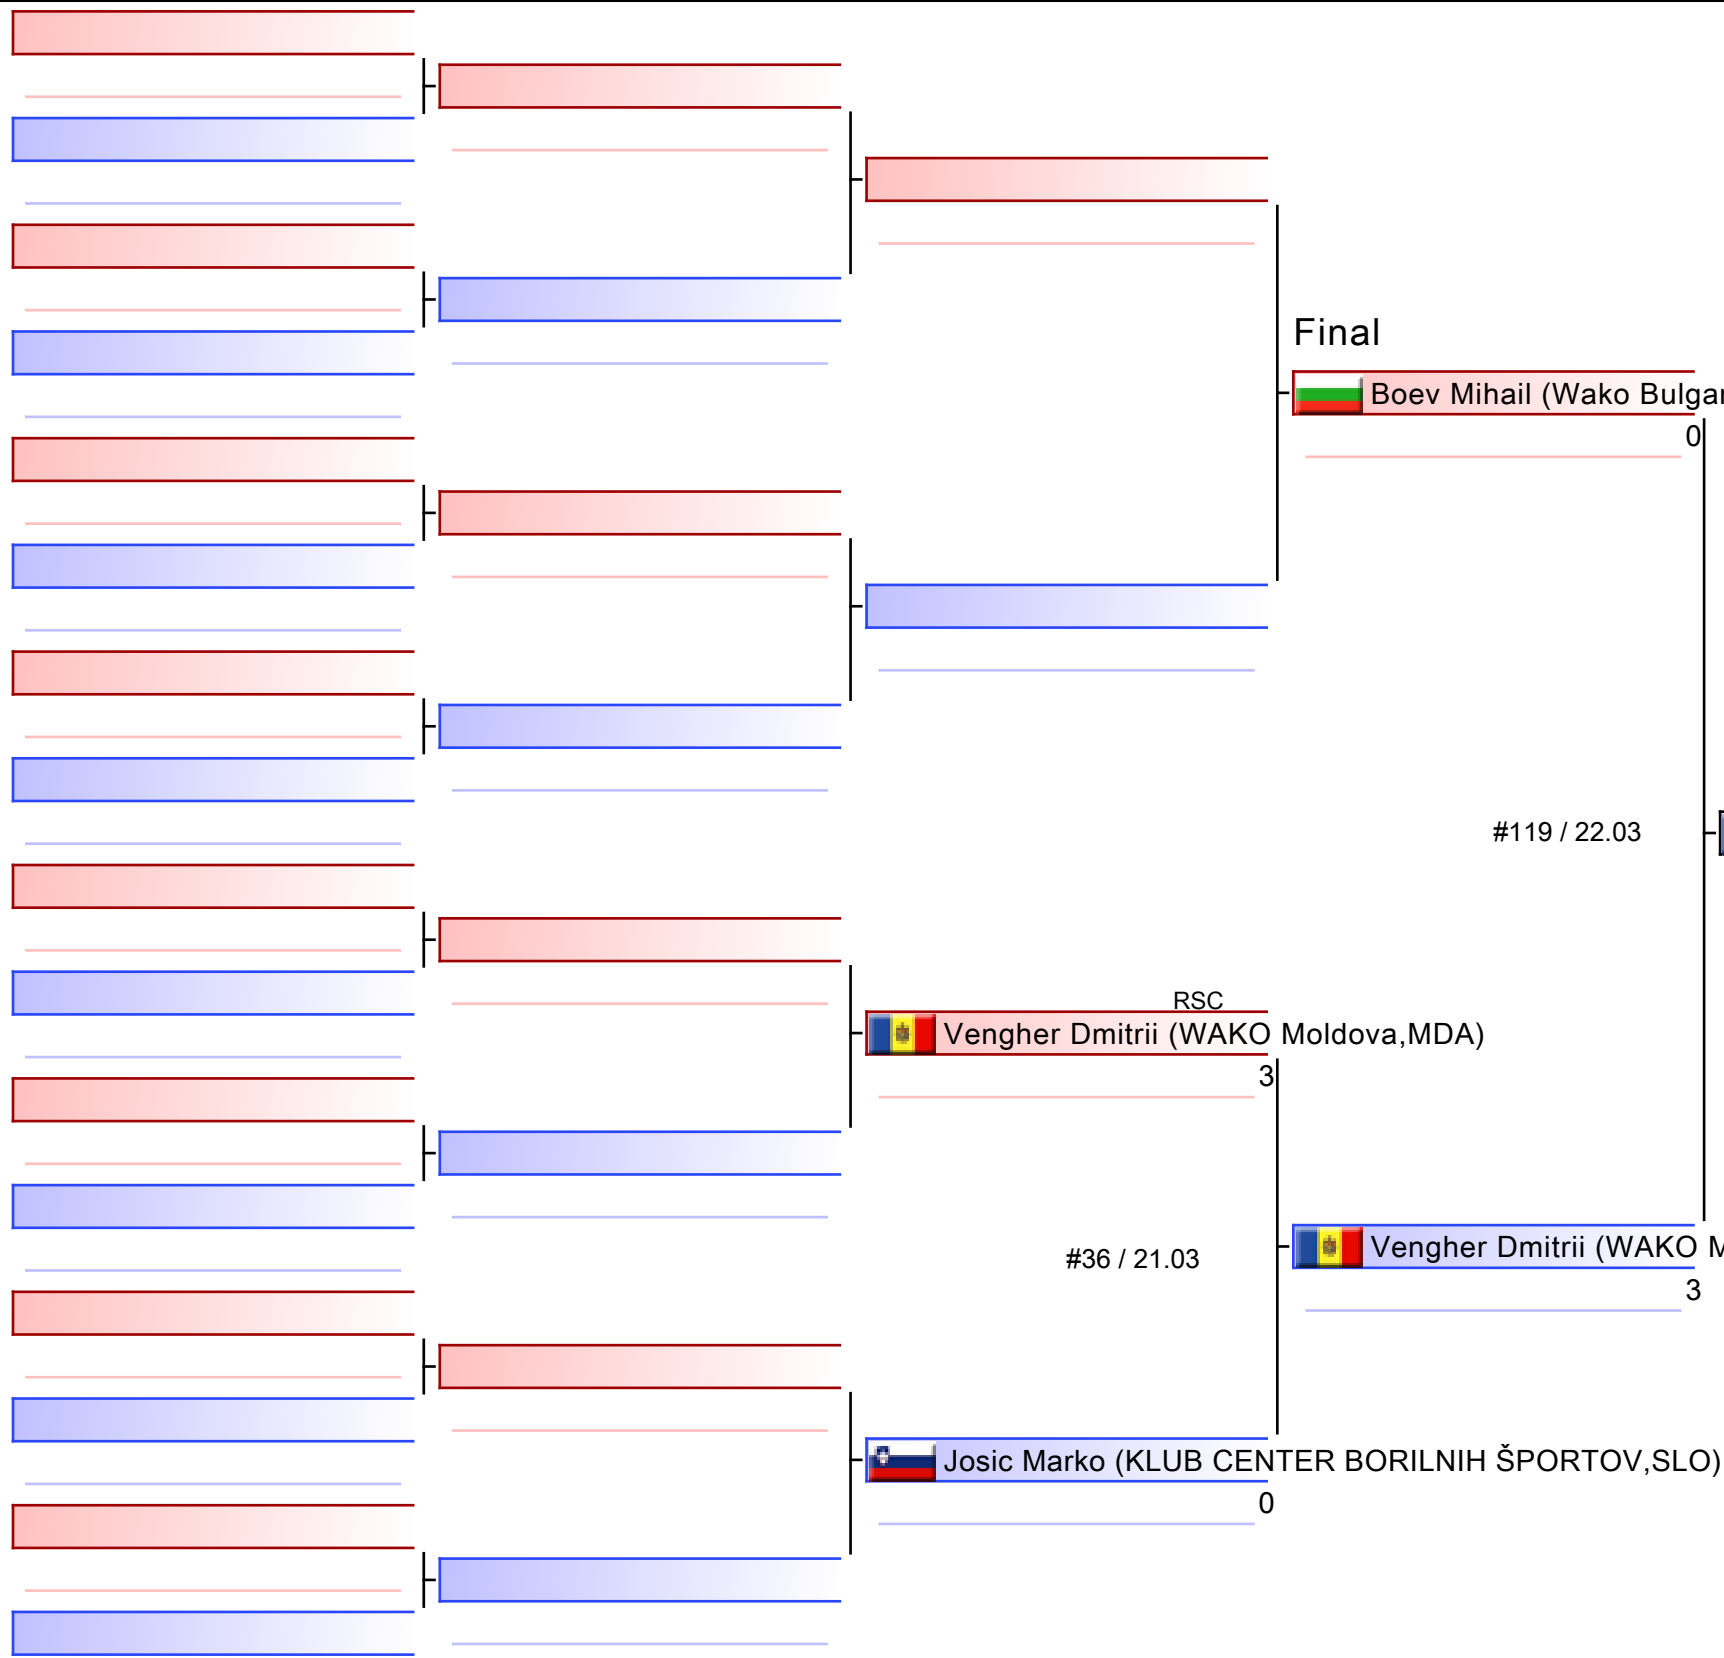 Final
Boev Mihail (Wako Bulgar
0
#119 / 22.03
RSC
Vengher Dmitrii (WAKO Moldova,MDA)
3
#36 / 21.03
Vengher Dmitrii (WAKO M
3
Josic Marko (KLUB CENTER BORILNIH ŠPORTOV,SLO)
0